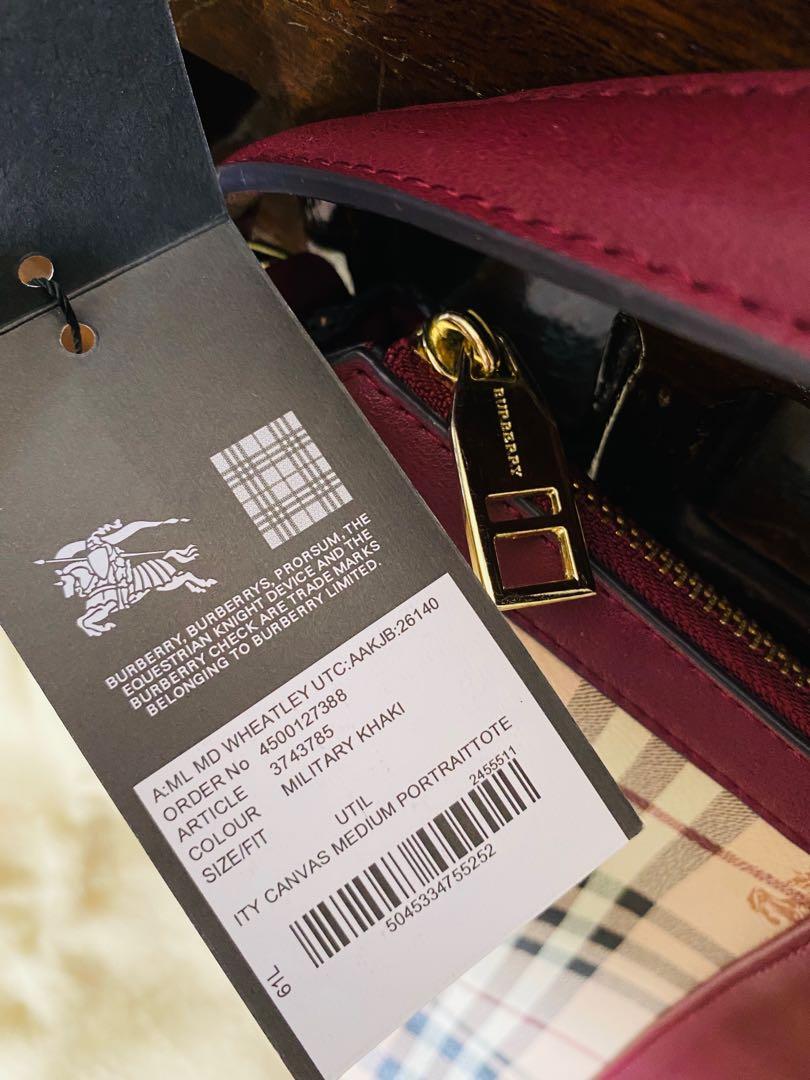 BURBERRY
BURBERRY, BURBERRYS, PRORSUM, THE
EQUESTRIAN KNIGHT DEVICE AND THE
BURBERRY CHECK, ARE TRADE MARKS
BELONGING TO BURBERRY LIMITED.
A:ML MD WHEATLEY UTC:AAKJB:26140
ORDER No 4500127388
ARTICLE 3743785
COLOUR MILITARY KHAKI
SIZE/FIT
UTIL
ITY CANVAS MEDIUM PORTRAITTOTE
2455511
5045334755252
61L